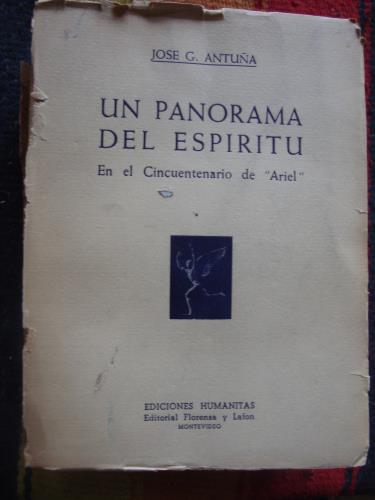 JOSE G. ANTUÑA
UN PANORAMA
DEL ESPIRITU
En el Cincuentenario de "Ariel"
EDICIONES HUMANITAS
Editorial Florensa y Lafon
MONTEVIDEO